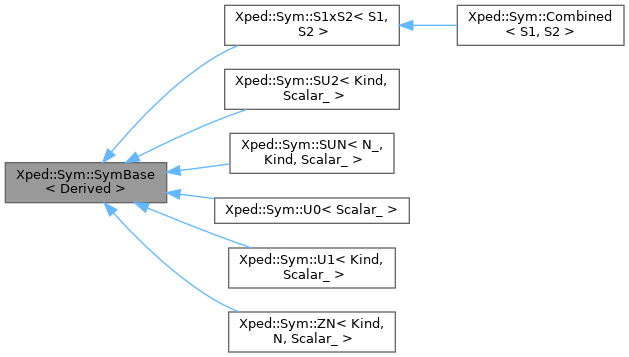 Xped::Sym::S1xS2< S1,
S2 >
Xped::Sym::Combined
< S1, S2 >
Xped::Sym::SU2< Kind,
Scalar_ >
Xped::Sym::SUN< N_,
Kind, Scalar_ >
Xped::Sym::SymBase
< Derived >
Xped::Sym::U0< Scalar_ >
Xped::Sym::U1< Kind,
Scalar_ >
Xped::Sym::ZN< Kind,
N, Scalar_ >